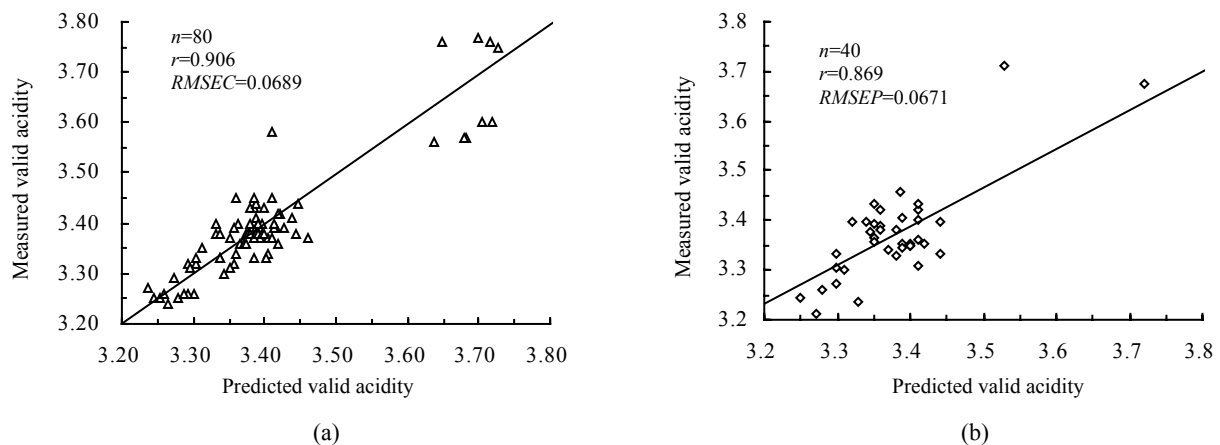 3.80
3.70
3.60
3.50
3.40
3.30
3.20
Measured valid acidity
n=80
r=0.906
RMSEC=0.0689
3.20 3.30 3.40 3.50 3.60 3.70 3.80
Predicted valid acidity
(a)
3.8
3.7
3.6
3.5
3.4
3.3
3.2
Measured valid acidity
n=40
r=0.869
RMSEP=0.0671
3.2 3.3 3.4 3.5 3.6 3.7 3.8
Predicted valid acidity
(b)